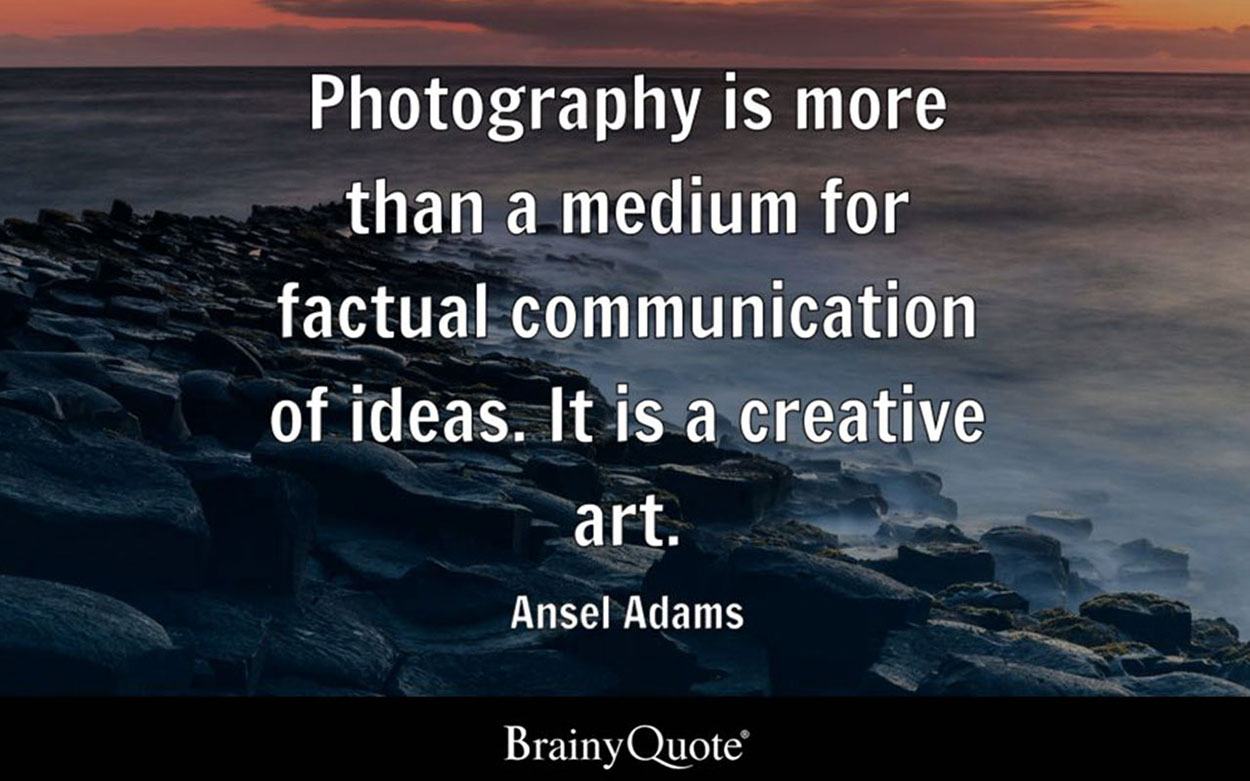 Photography is more
than a medium for
factual communication
of ideas. It is a creative
art.
Ansel Adams
BrainyQuote®